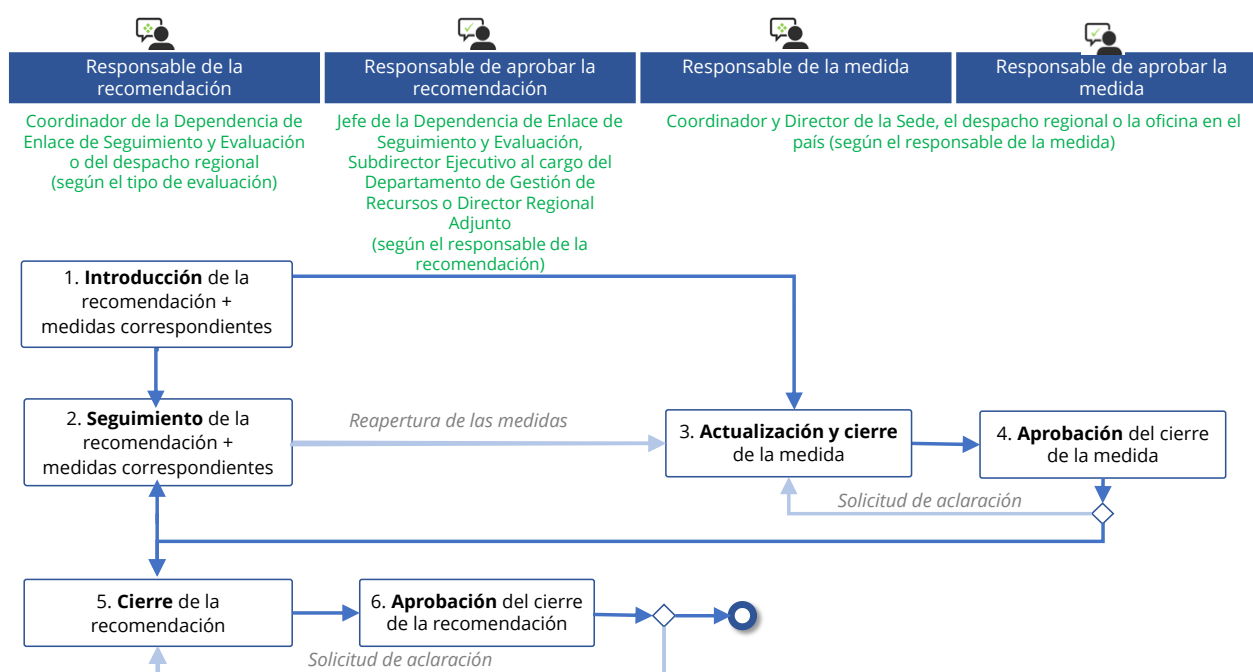 Responsable de la
recomendación
Responsable de aprobar la
recomendación
Responsable de la medida
Responsable de aprobar la
medida
Coordinador de la Dependencia de
Enlace de Seguimiento y Evaluación
o del despacho regional
(según el tipo de evaluación)
Jefe de la Dependencia de Enlace de
Seguimiento y Evaluación,
Subdirector Ejecutivo al cargo del
Departamento de Gestión de
Recursos o Director Regional
Adjunto
(según el responsable de la
recomendación)
Coordinador y Director de la Sede, el despacho regional o la oficina en el
país (según el responsable de la medida)
1. Introducción de la
recomendación +
medidas correspondientes
2. Seguimiento de la
recomendación +
medidas correspondientes
Reapertura de las medidas
3. Actualización y cierre
de la medida
4. Aprobación del cierre
de la medida
Solicitud de aclaración
5. Cierre de la
recomendación
6. Aprobación del cierre
de la recomendación
Solicitud de aclaración